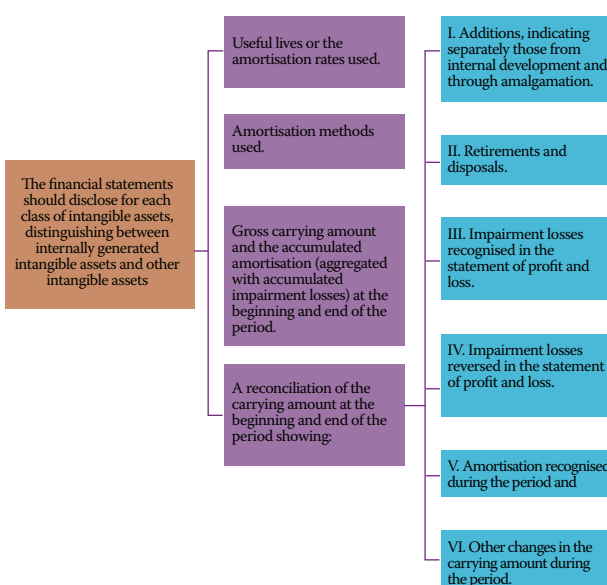 The financial statements
should disclose for each
class of intangible assets,
distinguishing between
internally generated
intangible assets and other
intangible assets
Useful lives or the
amortisation rates used.
Amortisation methods
used.
Gross carrying amount
and the accumulated
amortisation (aggregated
with accumulated
impairment losses) at the
beginning and end of the
period.
A reconciliation of the
carrying amount at the
beginning and end of the
period showing:
I. Additions, indicating
separately those from
internal development and
through amalgamation.
II. Retirements and
disposals.
III. Impairment losses
recognised in the
statement of profit and
loss.
IV. Impairment losses
reversed in the statement
of profit and loss.
V. Amortisation recognised
during the period and
VI. Other changes in the
carrying amount during
the period.